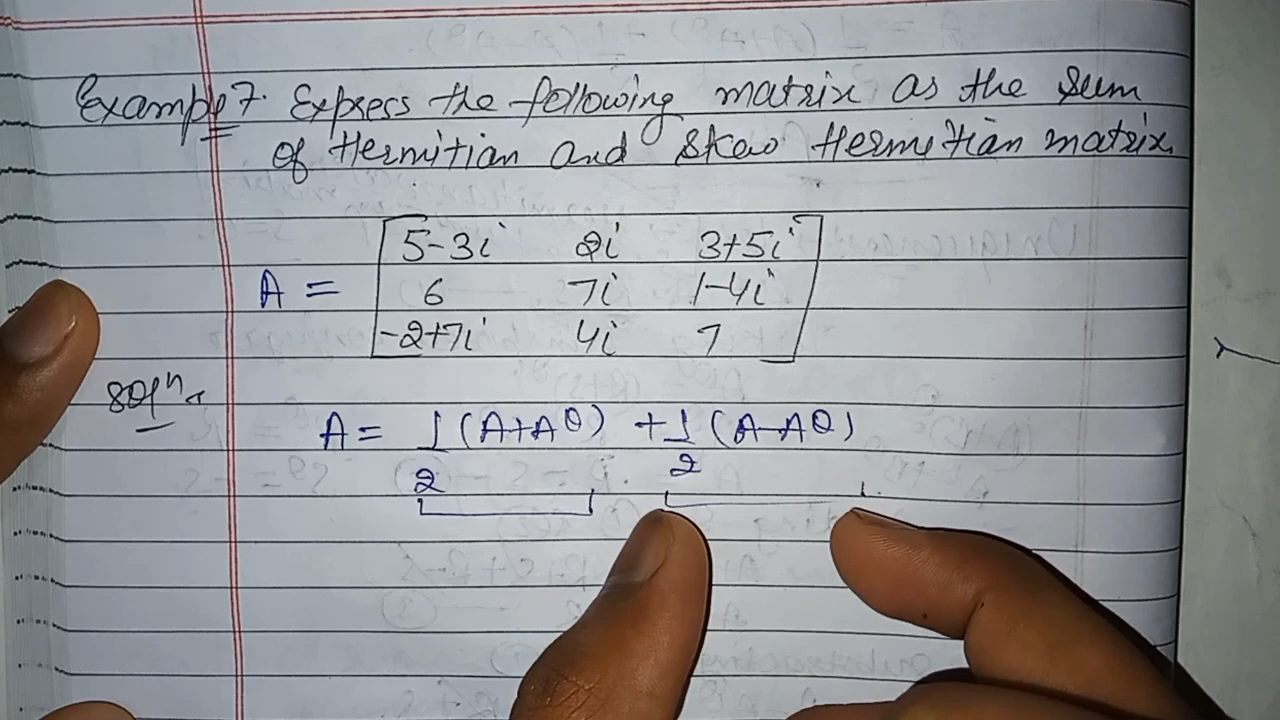 Example 7. Express the following matrix as the sum
of Hermitian and skew Hermitian matrix.
A = [5-3i 2i 3+5i
6 7i 1-4i
-2+7i 4i 7]
Solⁿ
A = 1/2 (A+Aθ) + 1/2 (A-Aθ)